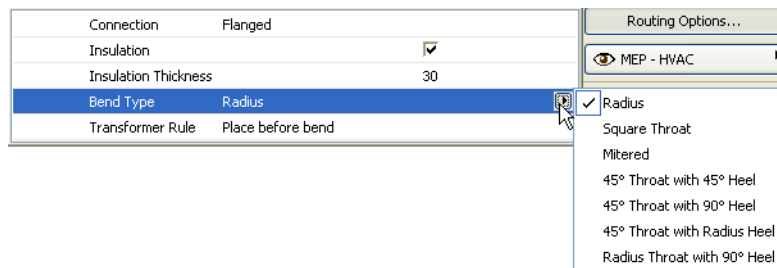 Connection Flanged
Insulation
Insulation Thickness 30
Bend Type Radius
Transformer Rule Place before bend
Routing Options...
MEP - HVAC
Radius
Square Throat
Mitered
45° Throat with 45° Heel
45° Throat with 90° Heel
45° Throat with Radius Heel
Radius Throat with 90° Heel